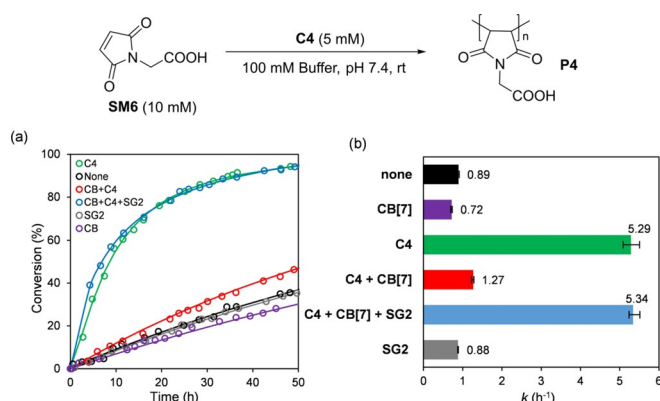 C4 (5 mM)
100 mM Buffer, pH 7.4, rt
O
N
COOH
O
SM6 (10 mM)
n
O
N
O
COOH
P4
(a)
Conversion (%)
100
80
60
40
20
0
C4
None
CB+C4
CB+C4+SG2
SG2
CB
0 10 20 30 40 50
Time (h)
(b)
none
0.89
CB[7]
0.72
C4
5.29
C4 + CB[7]
1.27
C4 + CB[7] + SG2
5.34
SG2
0.88
0 1 2 3 4 5 6
k (h⁻¹)